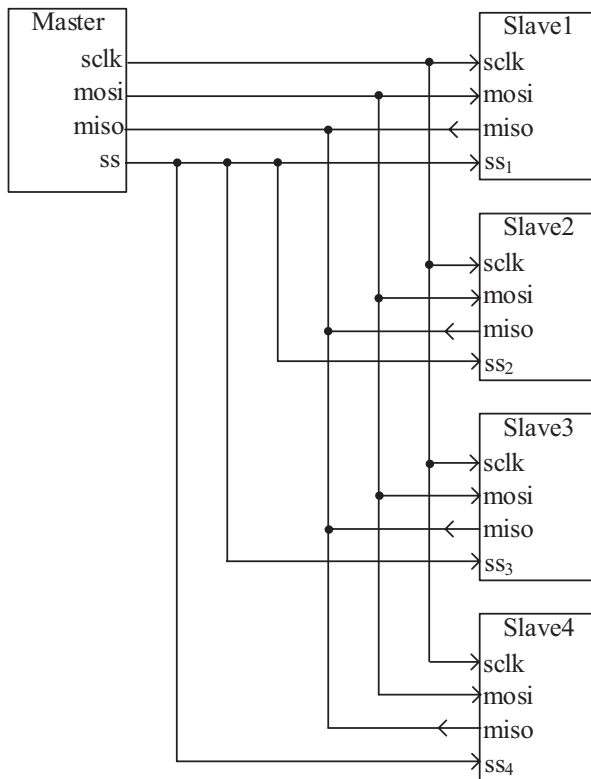 Master
sclk
mosi
miso
ss
Slave1
sclk
mosi
miso
ss₁
Slave2
sclk
mosi
miso
ss₂
Slave3
sclk
mosi
miso
ss₃
Slave4
sclk
mosi
miso
ss₄